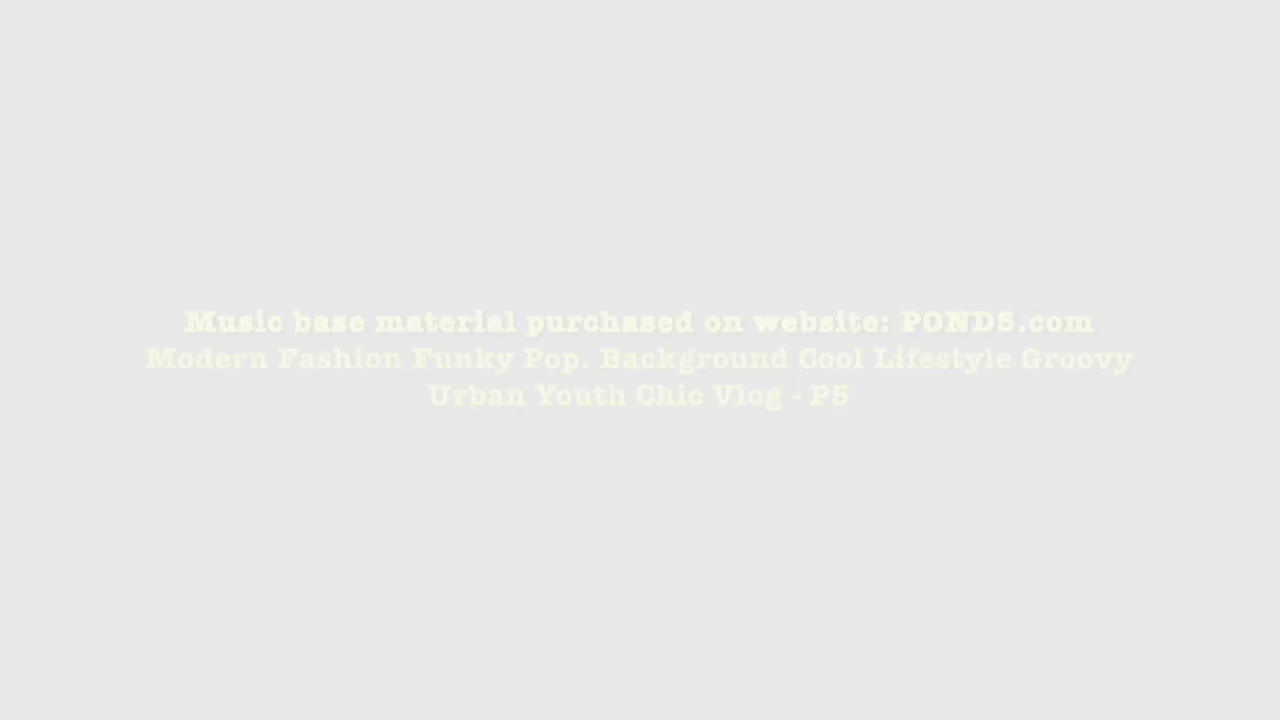 Music base material purchased on website: POND5.com
Modern Fashion Funky Pop. Background Cool Lifestyle Groovy
Urban Youth Chic Vlog - P5